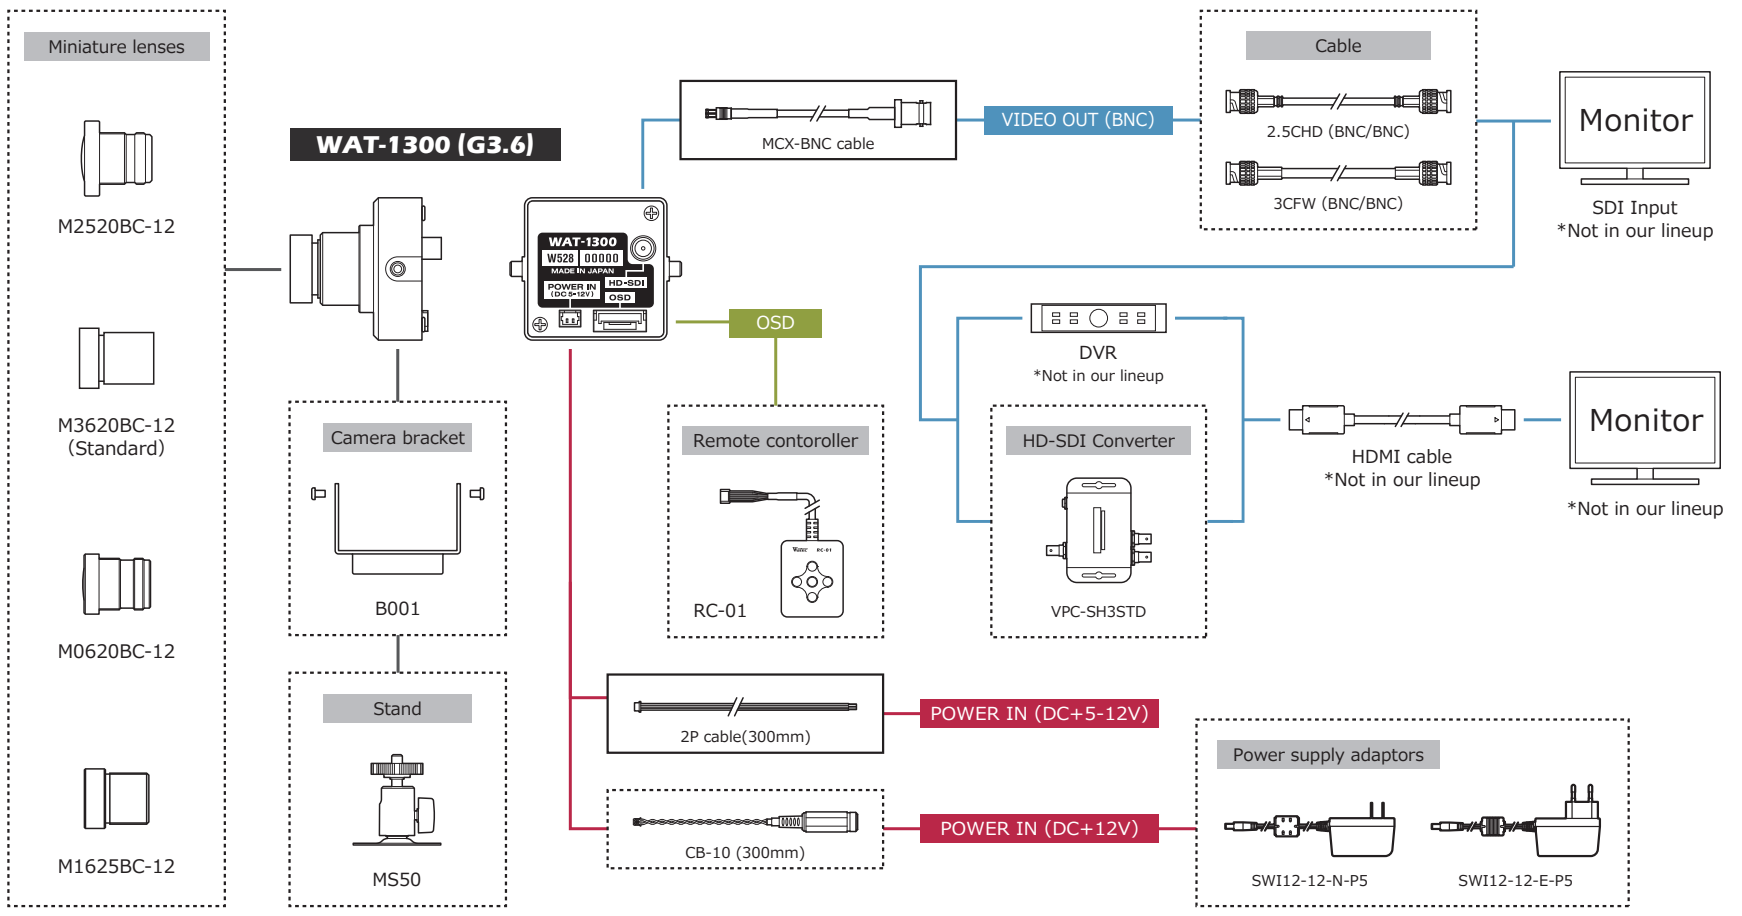 Miniature lenses
M2520BC-12
M3620BC-12
(Standard)
M0620BC-12
M1625BC-12
WAT-1300 (G3.6)
WAT-1300
W528 00000
MADE IN JAPAN
POWER IN
(DC5-12V)
HD-SDI
OSD
Camera bracket
B001
Stand
MS50
MCX-BNC cable
VIDEO OUT (BNC)
Cable
2.5CHD (BNC/BNC)
3CFW (BNC/BNC)
Monitor
SDI Input
*Not in our lineup
OSD
Remote contoroller
Watec RC-01
RC-01
DVR
*Not in our lineup
HD-SDI Converter
VPC-SH3STD
HDMI cable
*Not in our lineup
Monitor
*Not in our lineup
2P cable(300mm)
POWER IN (DC+5-12V)
CB-10 (300mm)
POWER IN (DC+12V)
Power supply adaptors
SWI12-12-N-P5
SWI12-12-E-P5